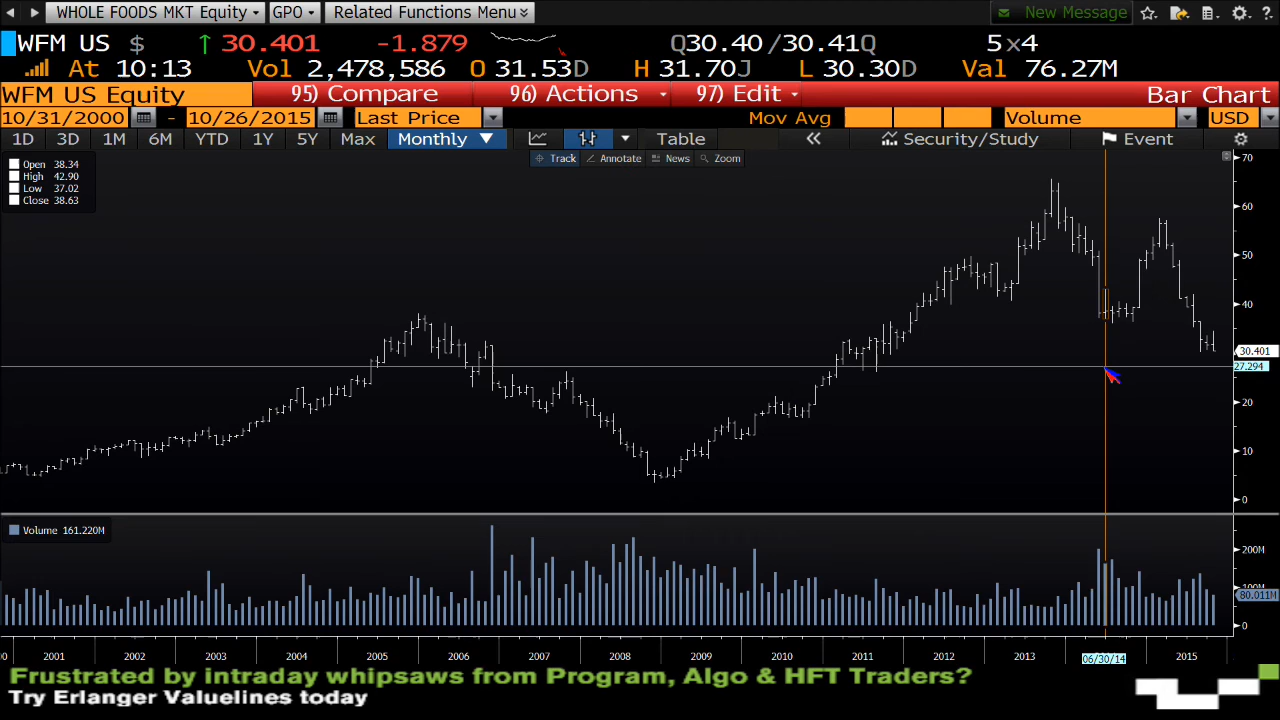 WHOLE FOODS MKT Equity GPO Related Functions Menu New Message ?
WFM US $ ↑ 30.401 -1.879 Q30.40 /30.41Q 5x4
At 10:13 Vol 2,478,586 O 31.53D H 31.70J L 30.30D Val 76.27M
WFM US Equity 95) Compare 96) Actions 97) Edit Bar Chart
10/31/2000 - 10/26/2015 Last Price Mov Avg Volume USD
1D 3D 1M 6M YTD 1Y 5Y Max Monthly ▼ Table « Security/Study Event
Track Annotate News Zoom
Open 38.34
High 42.90
Low 37.02
Close 38.63
70
60
50
40
30.401
27.294
20
10
0
Volume 161.220M
200M
100M
80.011M
0
2001 2002 2003 2004 2005 2006 2007 2008 2009 2010 2011 2012 2013 06/30/14 2015
Frustrated by intraday whipsaws from Program, Algo & HFT Traders?
Try Erlanger Valuelines today